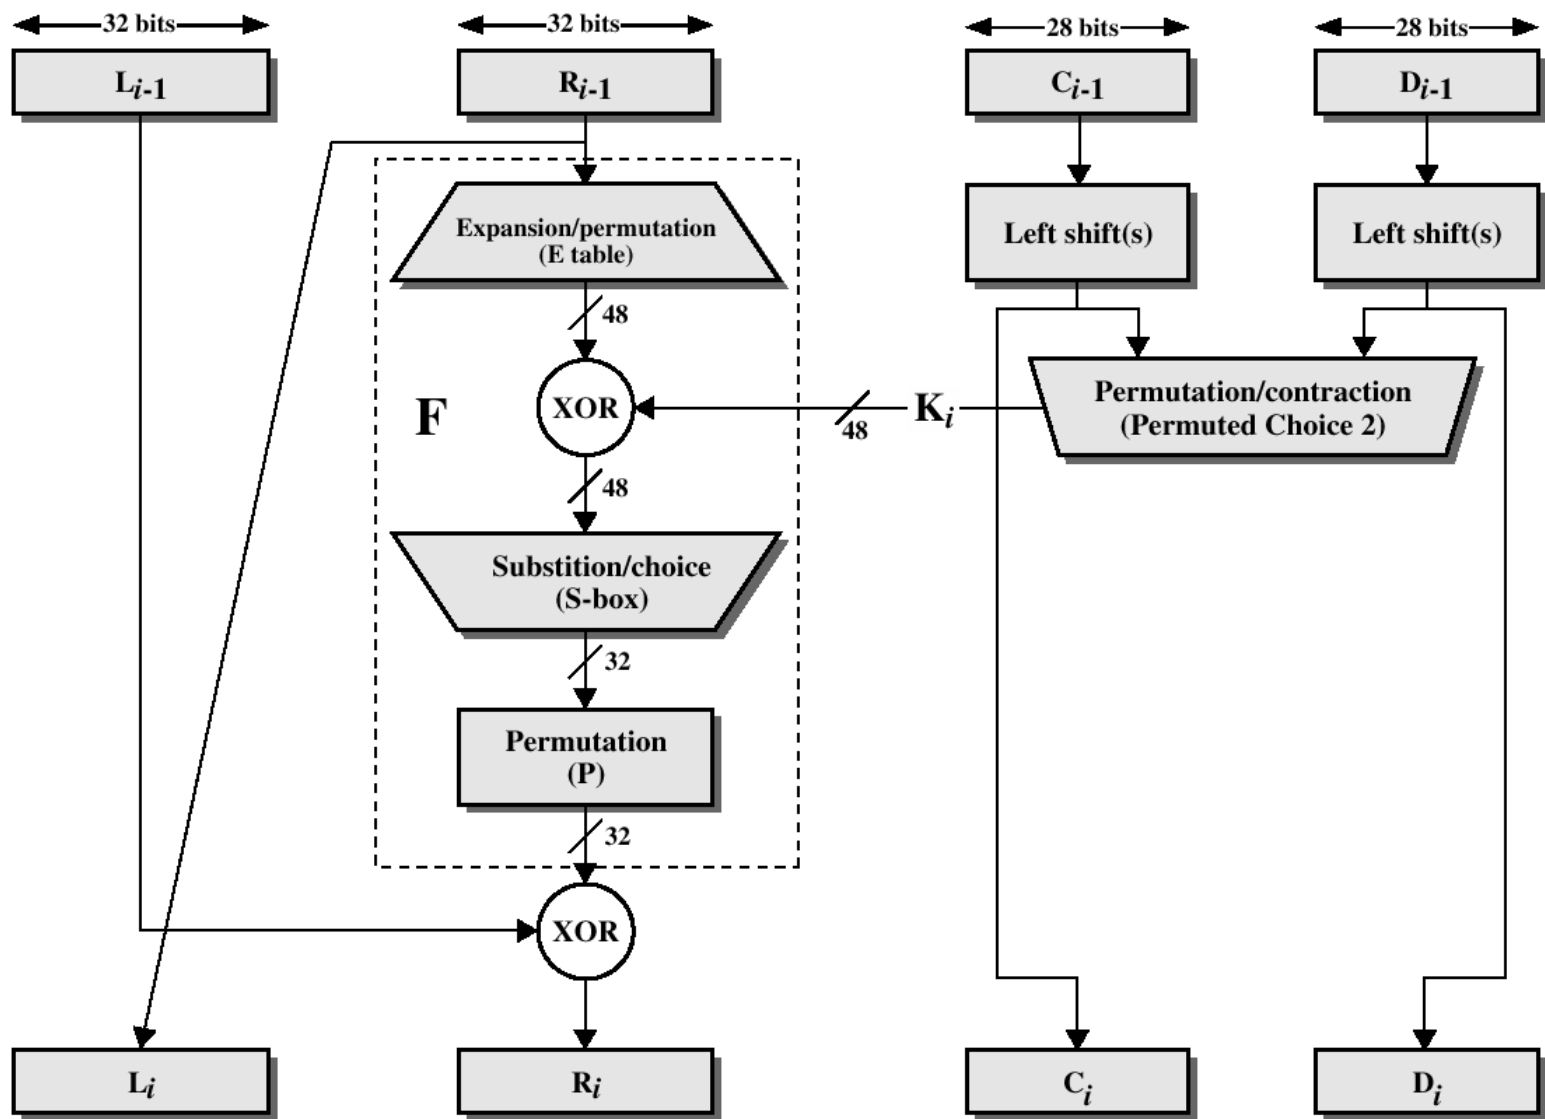 32 bits
32 bits
28 bits
28 bits
Li-1
Ri-1
Ci-1
Di-1
Expansion/permutation
(E table)
Left shift(s)
Left shift(s)
48
F
XOR
48
Ki
Permutation/contraction
(Permuted Choice 2)
48
Substition/choice
(S-box)
32
Permutation
(P)
32
XOR
Li
Ri
Ci
Di